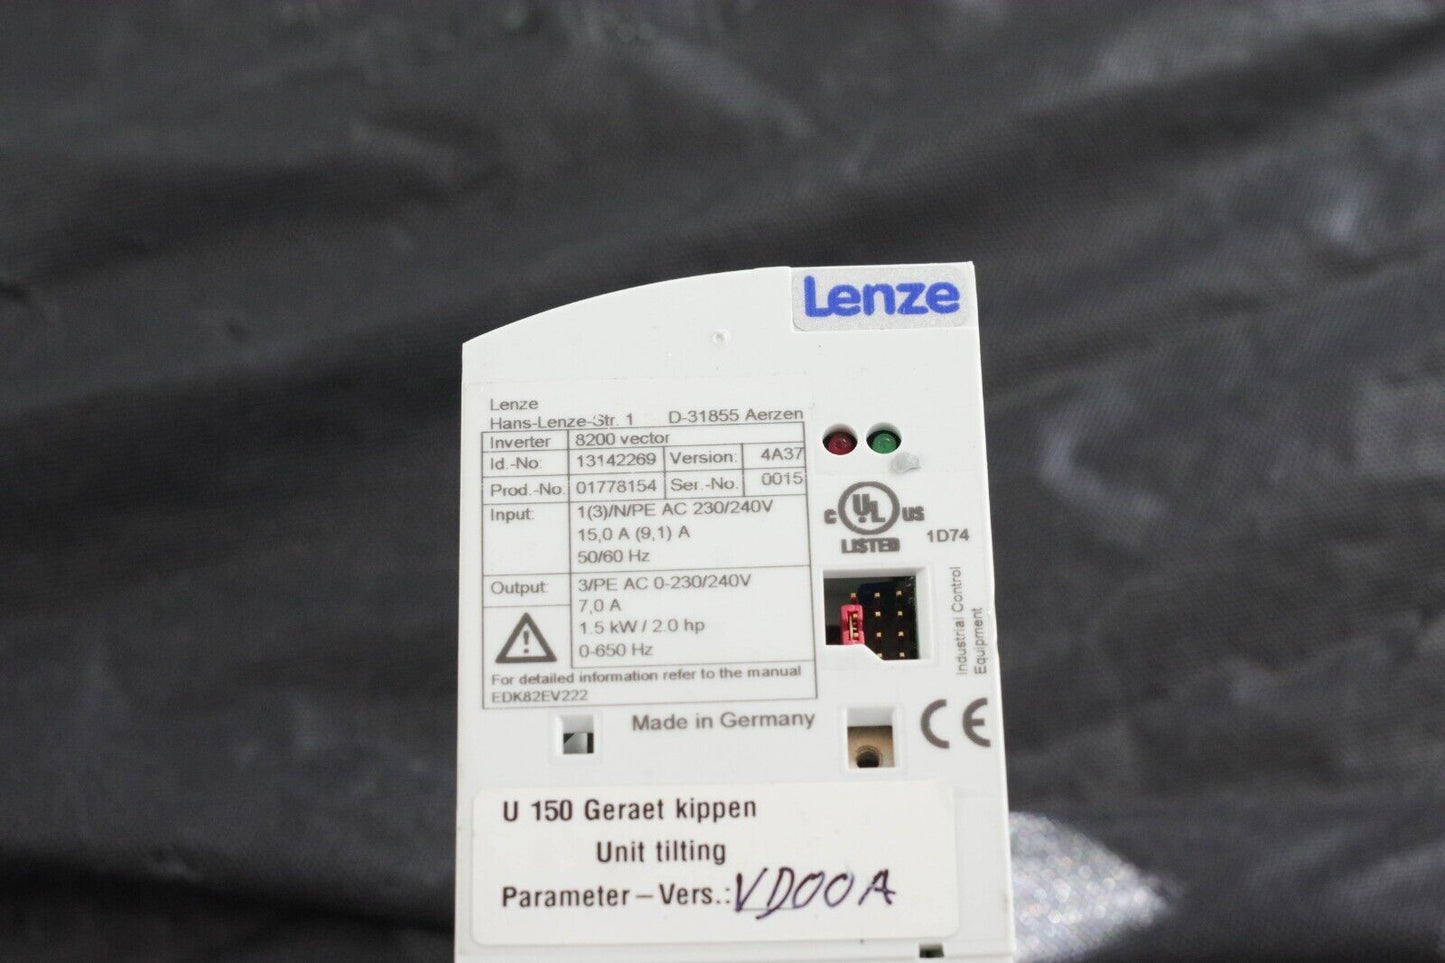 Lenze
Lenze
Hans-Lenze-Str. 1 D-31855 Aerzen
Inverter 8200 vector
Id.-No: 13142269 Version: 4A37
Prod.-No. 01778154 Ser.-No. 0015
Input: 1(3)/N/PE AC 230/240V
15,0 A (9,1) A
50/60 Hz
Output: 3/PE AC 0-230/240V
7,0 A
1.5 kW / 2.0 hp
0-650 Hz
For detailed information refer to the manual
EDK82EV222
Made in Germany
C UL US
LISTED 1D74
Industrial Control
Equipment
CE
U 150 Geraet kippen
Unit tilting
Parameter – Vers.: VD00A